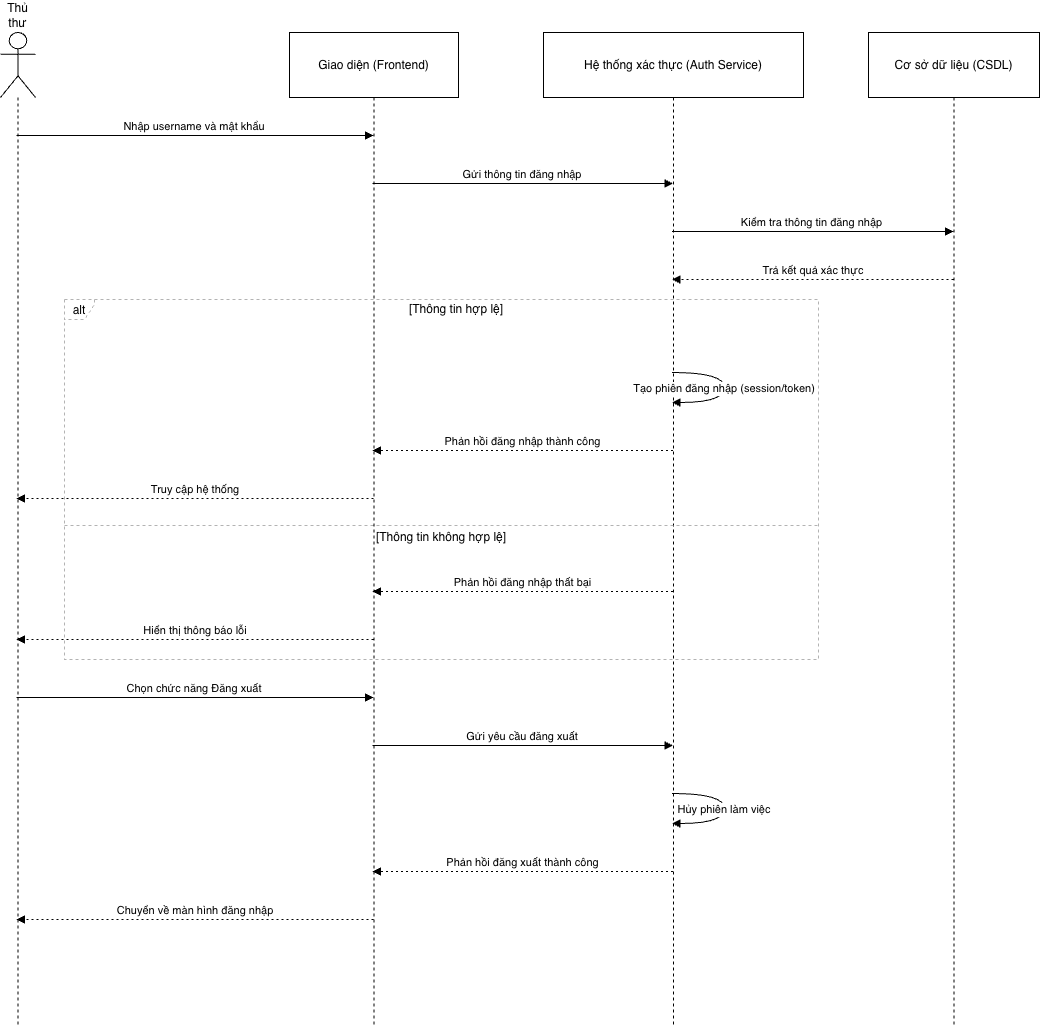 Thủ
thư
Giao diện (Frontend)
Hệ thống xác thực (Auth Service)
Cơ sở dữ liệu (CSDL)
Nhập username và mật khẩu
Gửi thông tin đăng nhập
Kiểm tra thông tin đăng nhập
Trả kết quả xác thực
alt
[Thông tin hợp lệ]
Tạo phiên đăng nhập (session/token)
Phản hồi đăng nhập thành công
Truy cập hệ thống
[Thông tin không hợp lệ]
Phản hồi đăng nhập thất bại
Hiển thị thông báo lỗi
Chọn chức năng Đăng xuất
Gửi yêu cầu đăng xuất
Hủy phiên làm việc
Phản hồi đăng xuất thành công
Chuyển về màn hình đăng nhập